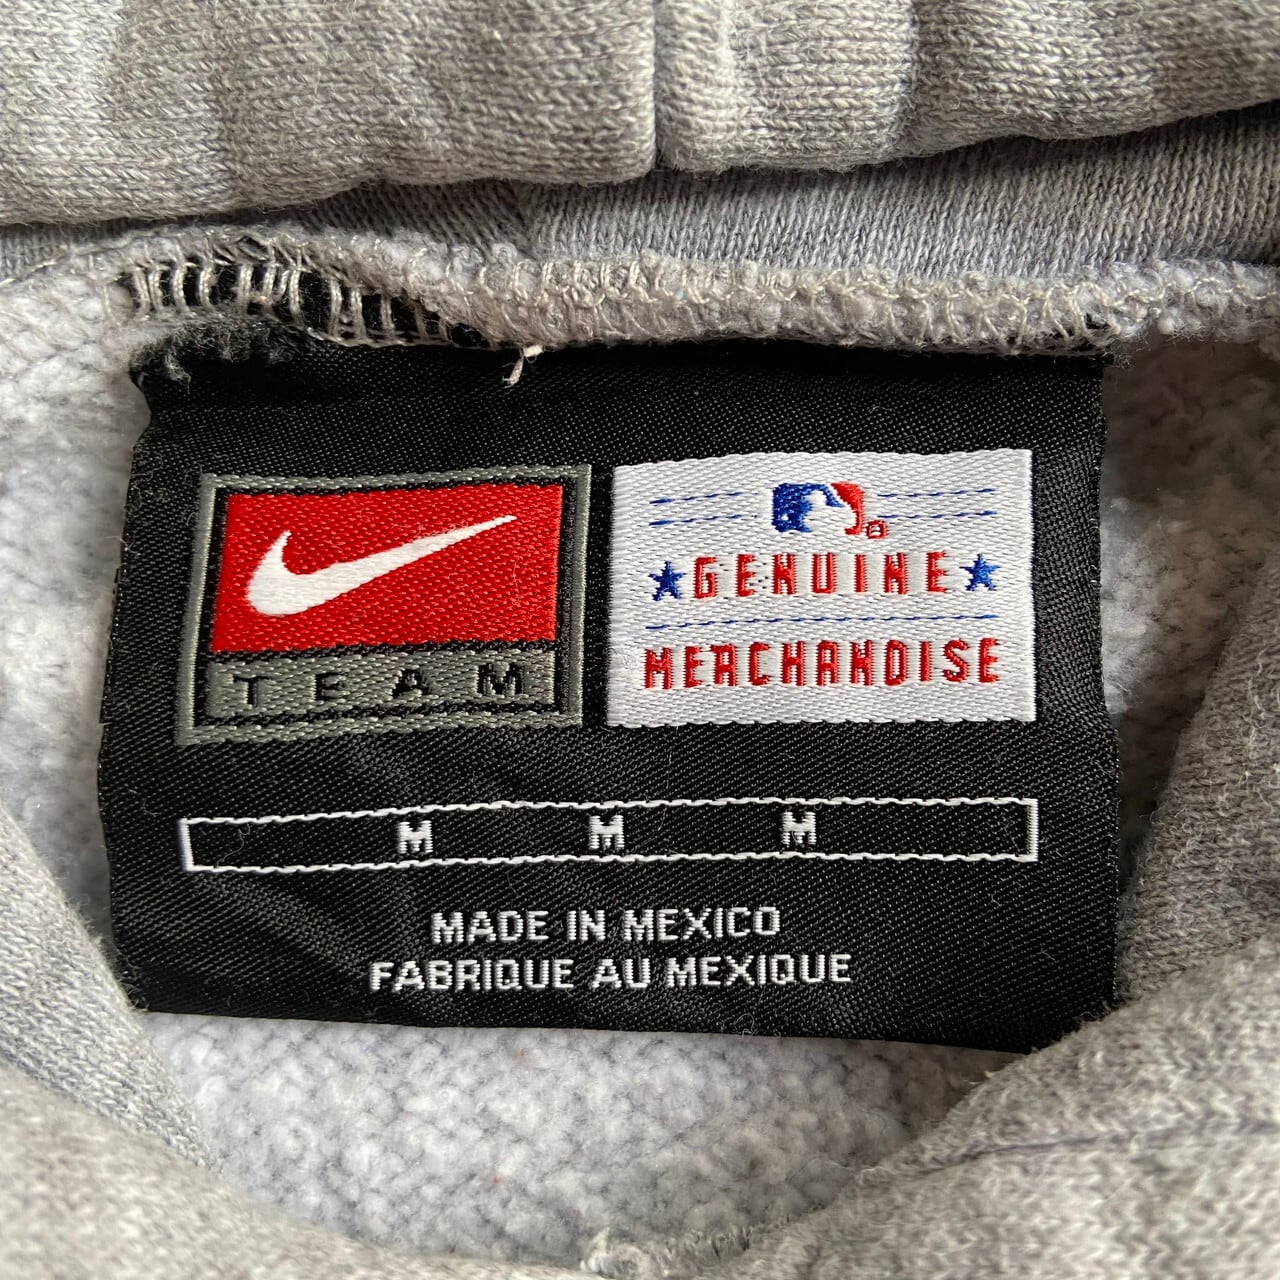 TEAM
GENUINE
MERCHANDISE
M M M
MADE IN MEXICO
FABRIQUE AU MEXIQUE